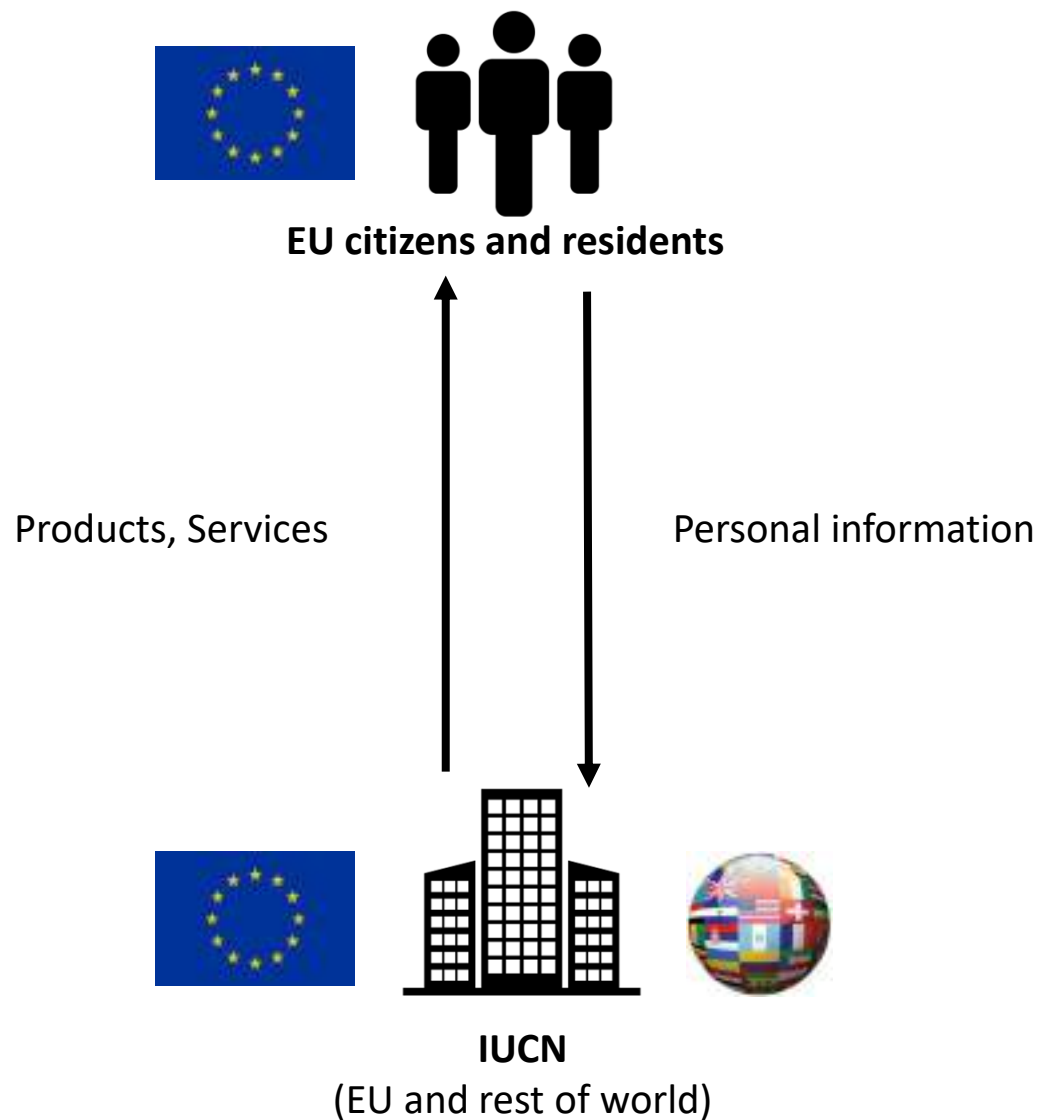 EU citizens and residents
Products, Services
Personal information
IUCN
(EU and rest of world)